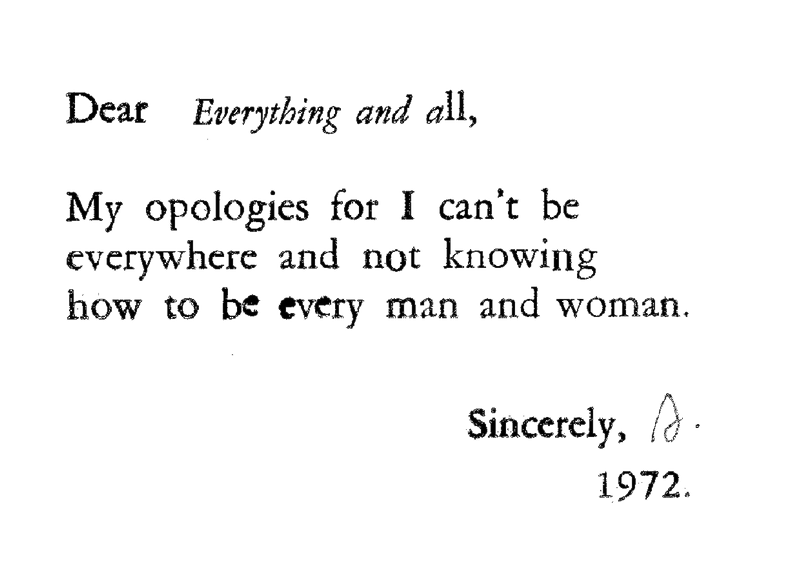 Dear Everything and all,
My opologies for I can't be
everywhere and not knowing
how to be every man and woman.
Sincerely,
1972.